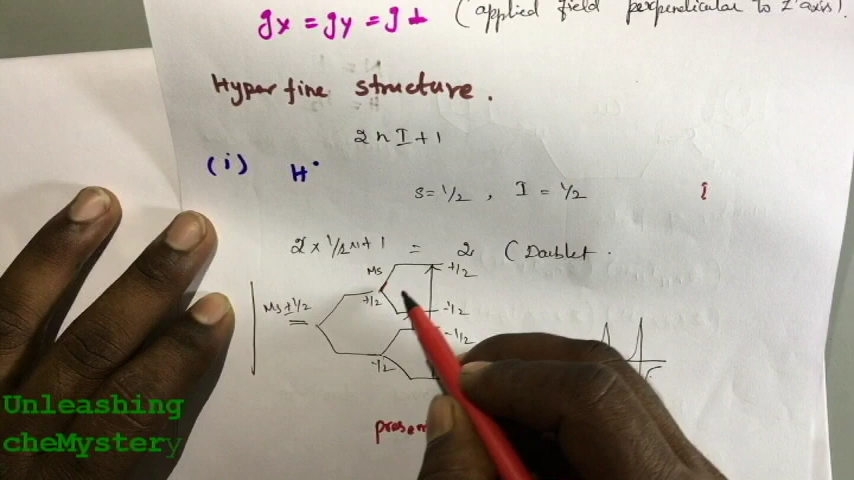 gx = gy = g⊥ (applied field perpendicular to Z axis).
Hyperfine structure.
2nI+1
(i) H•
S=1/2, I = 1/2
2 x 1/2 x1+1 = 2 (Doublet.
Ms
+1/2
Ms ±1/2
+1/2
-1/2
-1/2
-1/2
Unleashing
cheMystery